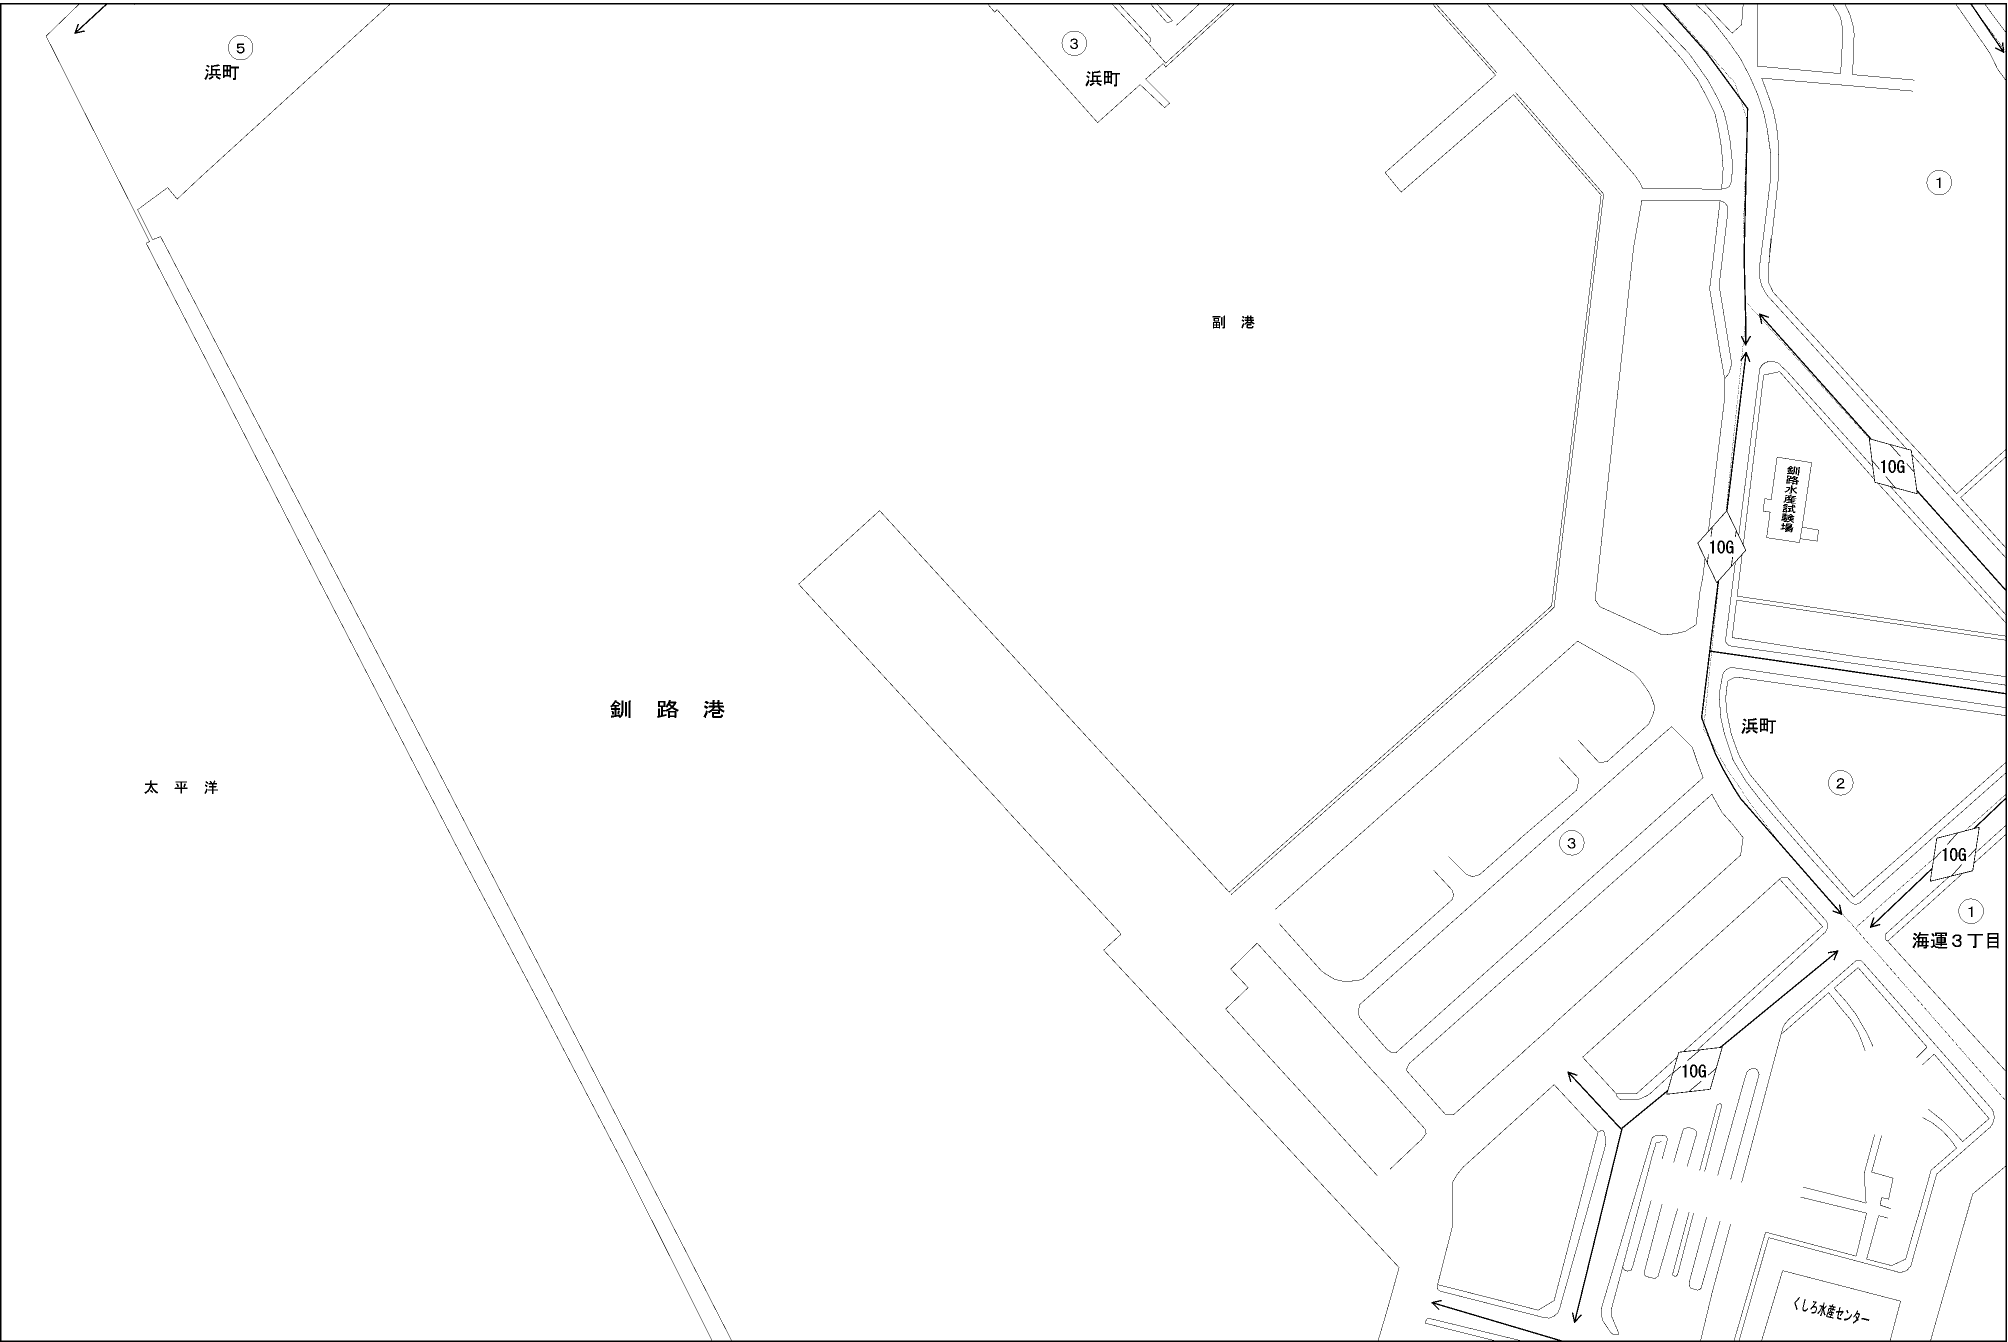 ⑤
浜町
③
浜町
①
副 港
10G
釧路水産試験場
10G
釧 路 港
浜町
太 平 洋
②
③
10G
①
海運３丁目
10G
くしろ水産センター